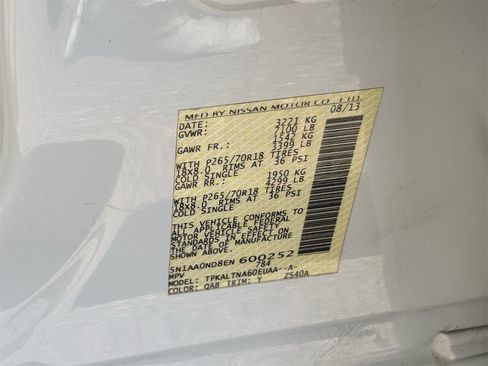 MFD BY NISSAN MOTOR CO., LTD.
DATE: 08/13
GVWR: 3221 KG
7100 LB
GAWR FR.: 1542 KG
3399 LB
WITH P265/70R18 TIRES
18X8.0 RIMS AT 36 PSI
COLD SINGLE
GAWR RR.: 1950 KG
4299 LB
WITH P265/70R18 TIRES
18X8.0 RIMS AT 36 PSI
COLD SINGLE
THIS VEHICLE CONFORMS TO
ALL APPLICABLE FEDERAL
MOTOR VEHICLE SAFETY
STANDARDS IN EFFECT ON
THE DATE OF MANUFACTURE
SHOWN ABOVE.
5N1AA0ND8EN 600252
MPV 784
MODEL: TPKALTNA60EUAA--A-
COLOR: QAB TRIM: Y Z540A